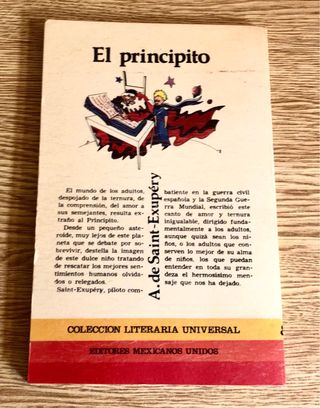 El principito
El mundo de los adultos,
despojado de la ternura, de
la comprensión, del amor a
sus semejantes, resulta ex-
traño al Principito.
Desde un pequeño aste-
roide, muy lejos de este pla-
neta que se debate por so-
brevivir, destella la imagen
de este dulce niño tratando
de rescatar los mejores sen-
timientos humanos olvida-
dos o relegados.
Saint-Exupéry, piloto com-
A. de Saint-Exupéry
batiente en la guerra civil
española y la Segunda Gue-
rra Mundial, escribió este
canto de amor y ternura
inigualable, dirigido funda-
mentalmente a los adultos,
aunque quizá sean los ni-
ños, o los adultos que con-
serven lo mejor de su alma
de niños, los que puedan
entender en toda su gran-
deza el hermosísimo men-
saje que nos ha dejado.
COLECCION LITERARIA UNIVERSAL
EDITORES MEXICANOS UNIDOS